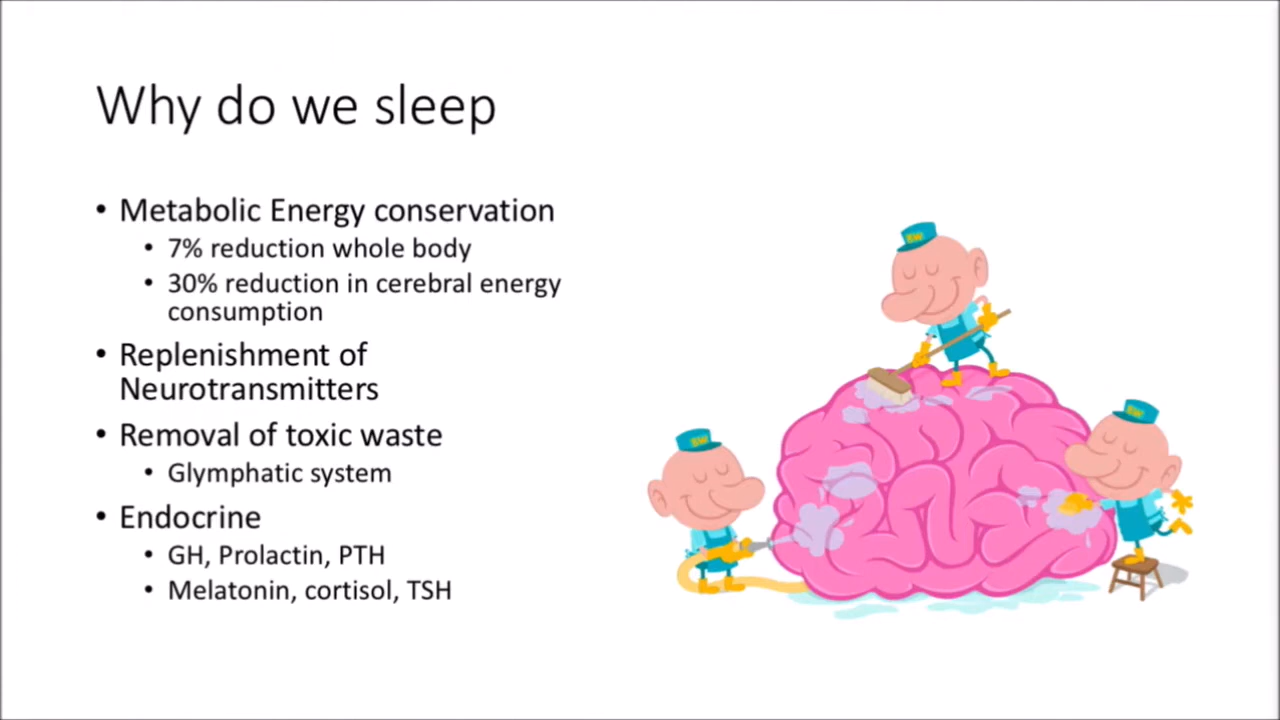 Why do we sleep
• Metabolic Energy conservation
• 7% reduction whole body
• 30% reduction in cerebral energy
consumption
• Replenishment of
Neurotransmitters
• Removal of toxic waste
• Glymphatic system
• Endocrine
• GH, Prolactin, PTH
• Melatonin, cortisol, TSH